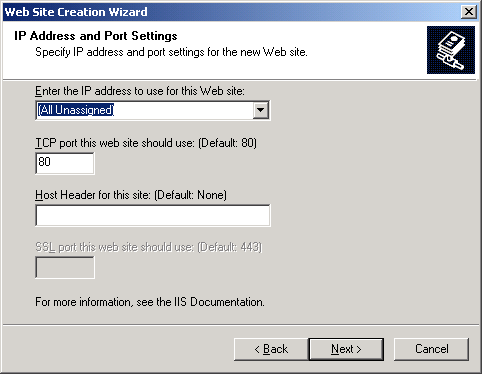 Web Site Creation Wizard
IP Address and Port Settings
Specify IP address and port settings for the new Web site.
Enter the IP address to use for this Web site:
(All Unassigned)
TCP port this web site should use: (Default: 80)
80
Host Header for this site: (Default: None)
SSL port this web site should use: (Default: 443)
For more information, see the IIS Documentation.
< Back
Next >
Cancel